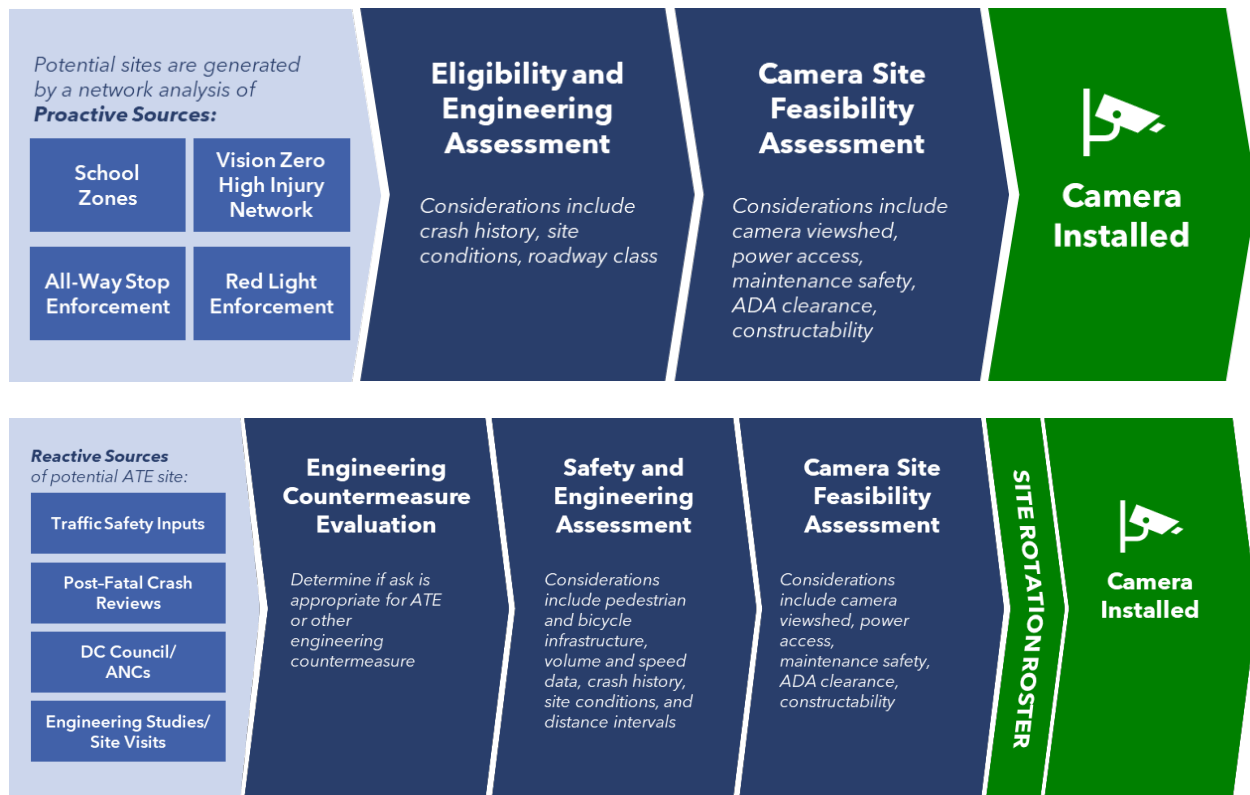 Potential sites are generated
by a network analysis of
Proactive Sources:
School
Zones
Vision Zero
High Injury
Network
All-Way Stop
Enforcement
Red Light
Enforcement
Eligibility and
Engineering
Assessment
Considerations include
crash history, site
conditions, roadway class
Camera Site
Feasibility
Assessment
Considerations include
camera viewshed,
power access,
maintenance safety,
ADA clearance,
constructability
Camera
Installed
Reactive Sources
of potential ATE site:
Traffic Safety Inputs
Post–Fatal Crash
Reviews
DC Council/
ANCs
Engineering Studies/
Site Visits
Engineering
Countermeasure
Evaluation
Determine if ask is
appropriate for ATE
or other
engineering
countermeasure
Safety and
Engineering
Assessment
Considerations
include pedestrian
and bicycle
infrastructure,
volume and speed
data, crash history,
site conditions, and
distance intervals
Camera Site
Feasibility
Assessment
Considerations
include camera
viewshed, power
access,
maintenance safety,
ADA clearance,
constructability
SITE ROTATION ROSTER
Camera
Installed